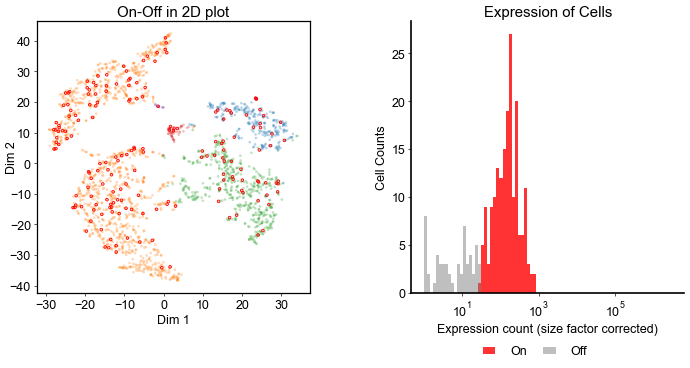 On-Off in 2D plot
40
30
20
10
0
−10
−20
−30
−40
Dim 2
−30 −20 −10 0 10 20 30
Dim 1
Expression of Cells
25
20
15
10
5
0
Cell Counts
10^1 10^3 10^5
Expression count (size factor corrected)
On Off